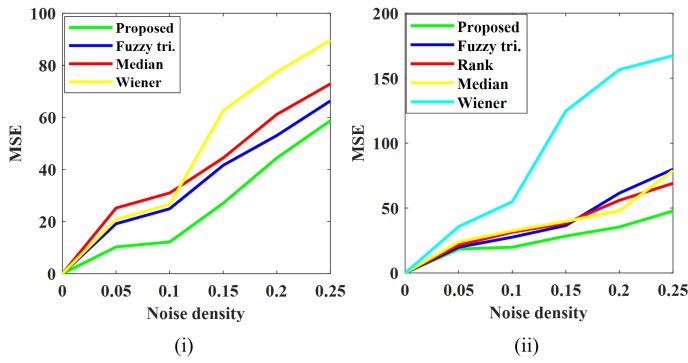 100
80
60
40
20
0
MSE
Proposed
Fuzzy tri.
Median
Wiener
0 0.05 0.1 0.15 0.2 0.25
Noise density
(i)
200
150
100
50
0
MSE
Proposed
Fuzzy tri.
Rank
Median
Wiener
0 0.05 0.1 0.15 0.2 0.25
Noise density
(ii)